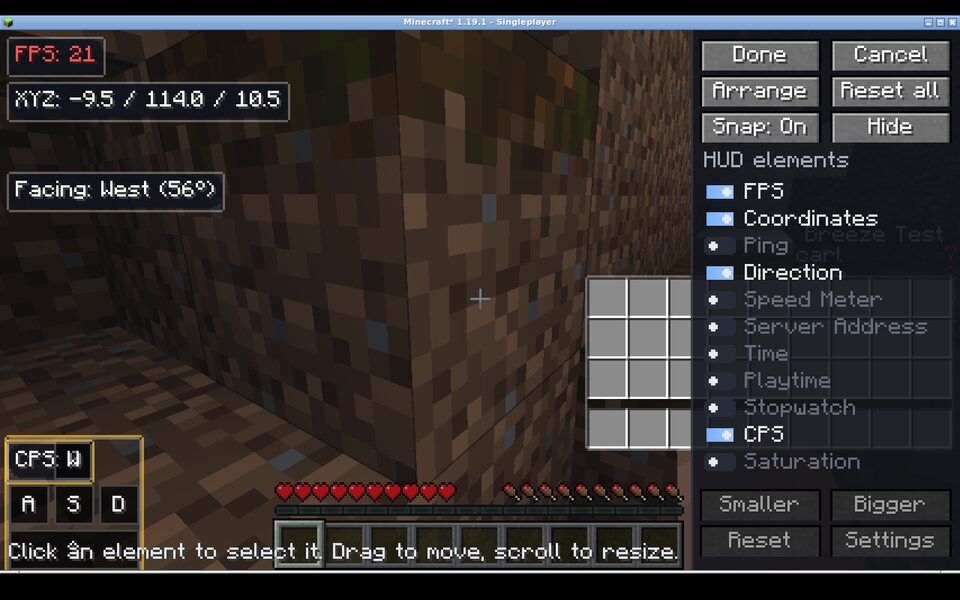 Minecraft* 1.19.1 - Singleplayer
FPS: 21
XYZ: -9.5 / 114.0 / 10.5
Facing: West (56°)
Done
Cancel
Arrange
Reset all
Snap: On
Hide
HUD elements
FPS
Coordinates
Breeze Test
Ping
carl
Direction
Speed Meter
Server Address
Time
Playtime
Stopwatch
CPS
Saturation
CPS: W
A S D
Smaller
Bigger
Reset
Settings
Click an element to select it. Drag to move, scroll to resize.